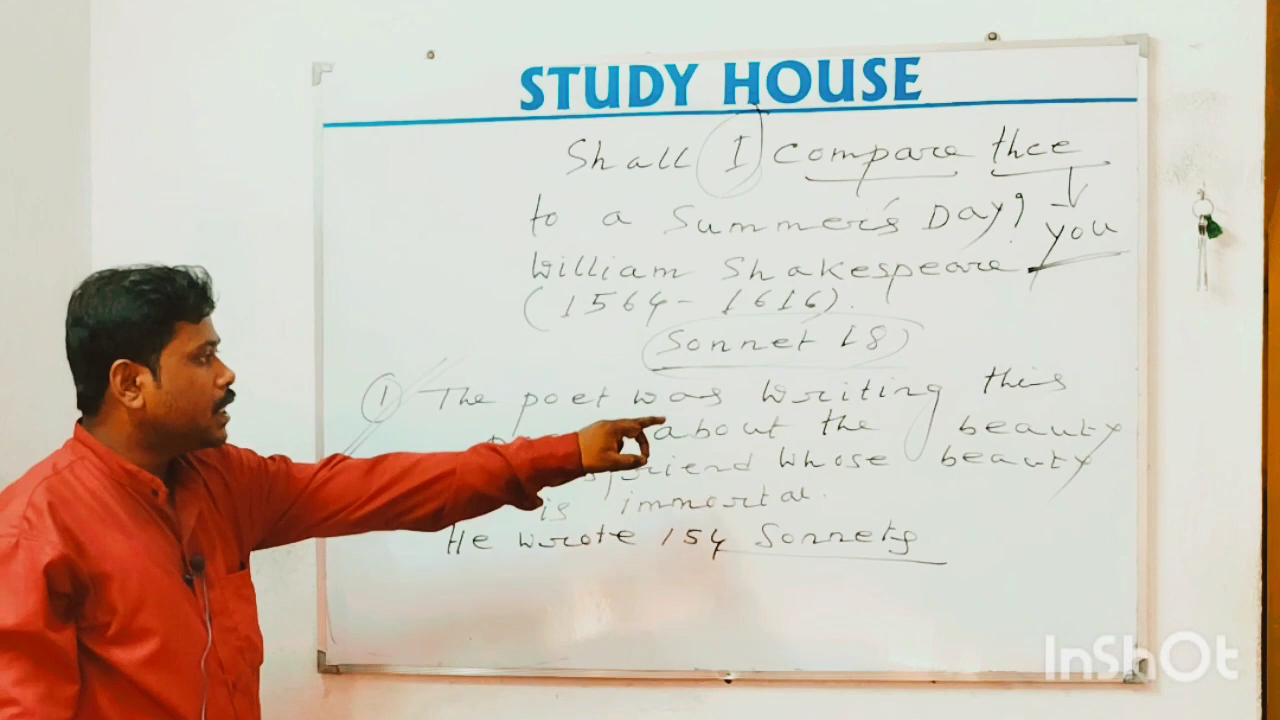 STUDY HOUSE
Shall I compare thee
to a Summer's Day?
you
William Shakespeare
(1564 - 1616).
Sonnet 18
① The poet was writing this
about the beauty
friend whose beauty
is immortal.
He wrote 154 Sonnets
InShOt